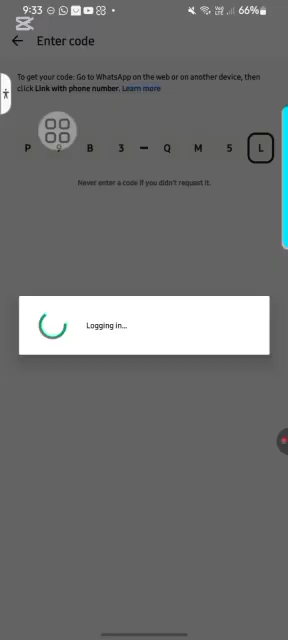 9:33
66%
Enter code
To get your code: Go to WhatsApp on the web or on another device, then
click Link with phone number. Learn more
P B 3 - Q M 5 L
Never enter a code if you didn't request it.
Logging in...